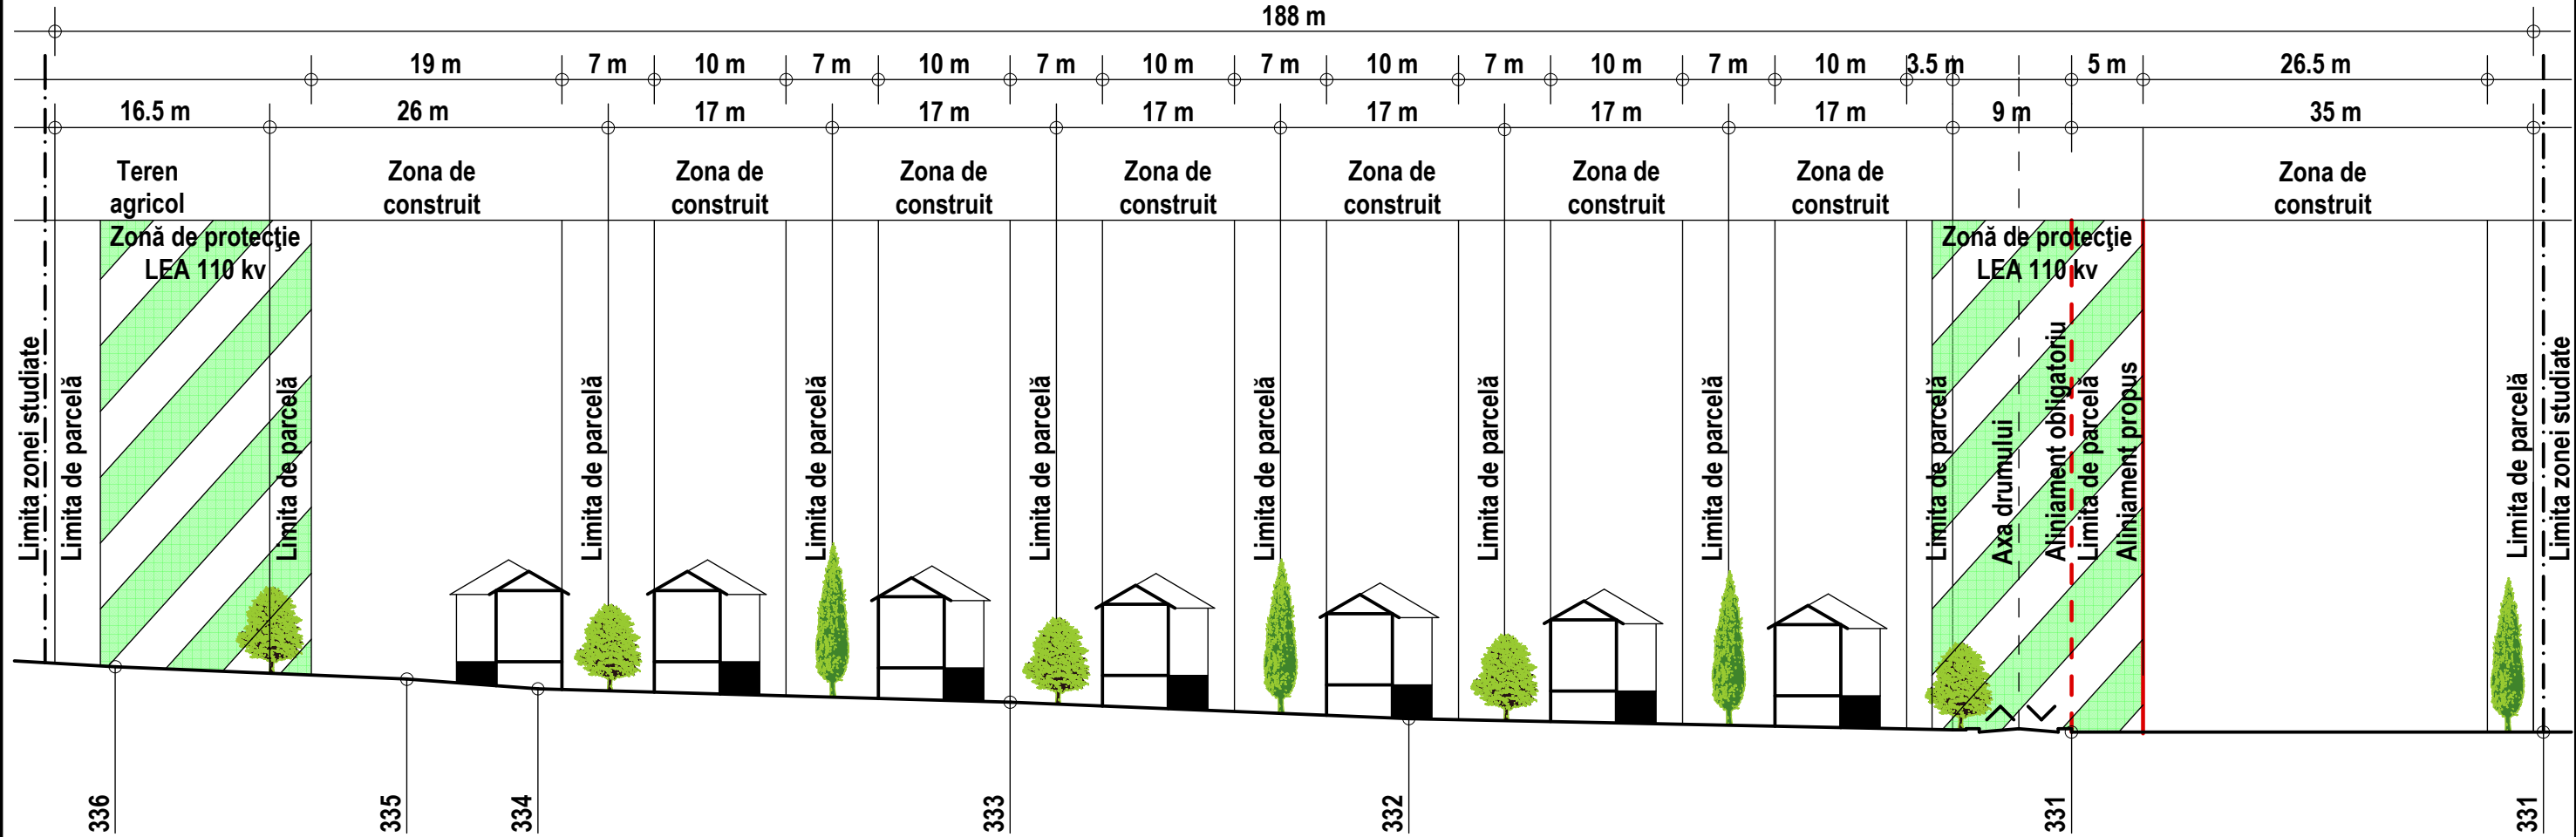 188 m
19 m
7 m
10 m
7 m
10 m
7 m
10 m
7 m
10 m
7 m
10 m
7 m
10 m
3.5 m
5 m
26.5 m
16.5 m
26 m
17 m
17 m
17 m
17 m
17 m
17 m
9 m
35 m
Teren
agricol
Zona de
construit
Zona de
construit
Zona de
construit
Zona de
construit
Zona de
construit
Zona de
construit
Zona de
construit
Zona de
construit
Zonă de protecţie
LEA 110 kv
Zonă de protecţie
LEA 110 kv
Limita zonei studiate
Limita de parcelă
Limita de parcelă
Limita de parcelă
Limita de parcelă
Limita de parcelă
Limita de parcelă
Limita de parcelă
Limita de parcelă
Limita de parcelă
Axa drumului
Aliniament obligatoriu
Limita de parcelă
Aliniament propus
Limita de parcelă
Limita zonei studiate
336
335
334
333
332
331
331